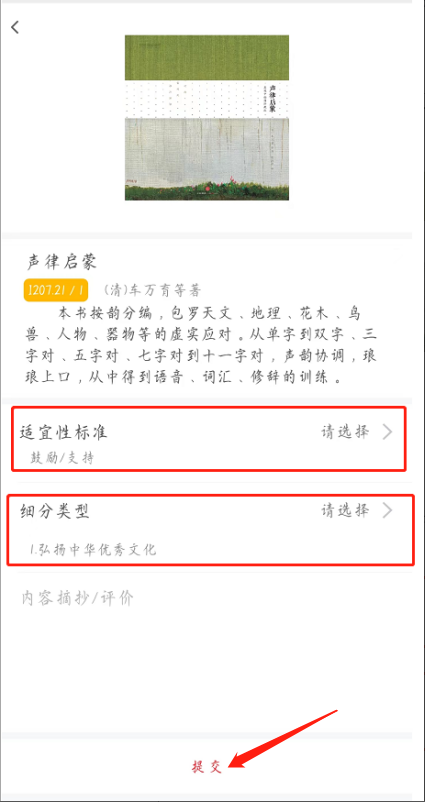 声律启蒙
声律启蒙
I207.21 / 1 (清)车万育等著
本书按韵分编，包罗天文、地理、花木、鸟
兽、人物、器物等的虚实应对。从单字到双字、三
字对、五字对、七字对到十一字对，声韵协调，琅
琅上口，从中得到语音、词汇、修辞的训练。
适宜性标准 请选择
鼓励/支持
细分类型 请选择
1.弘扬中华优秀文化
内容摘抄/评价
提交